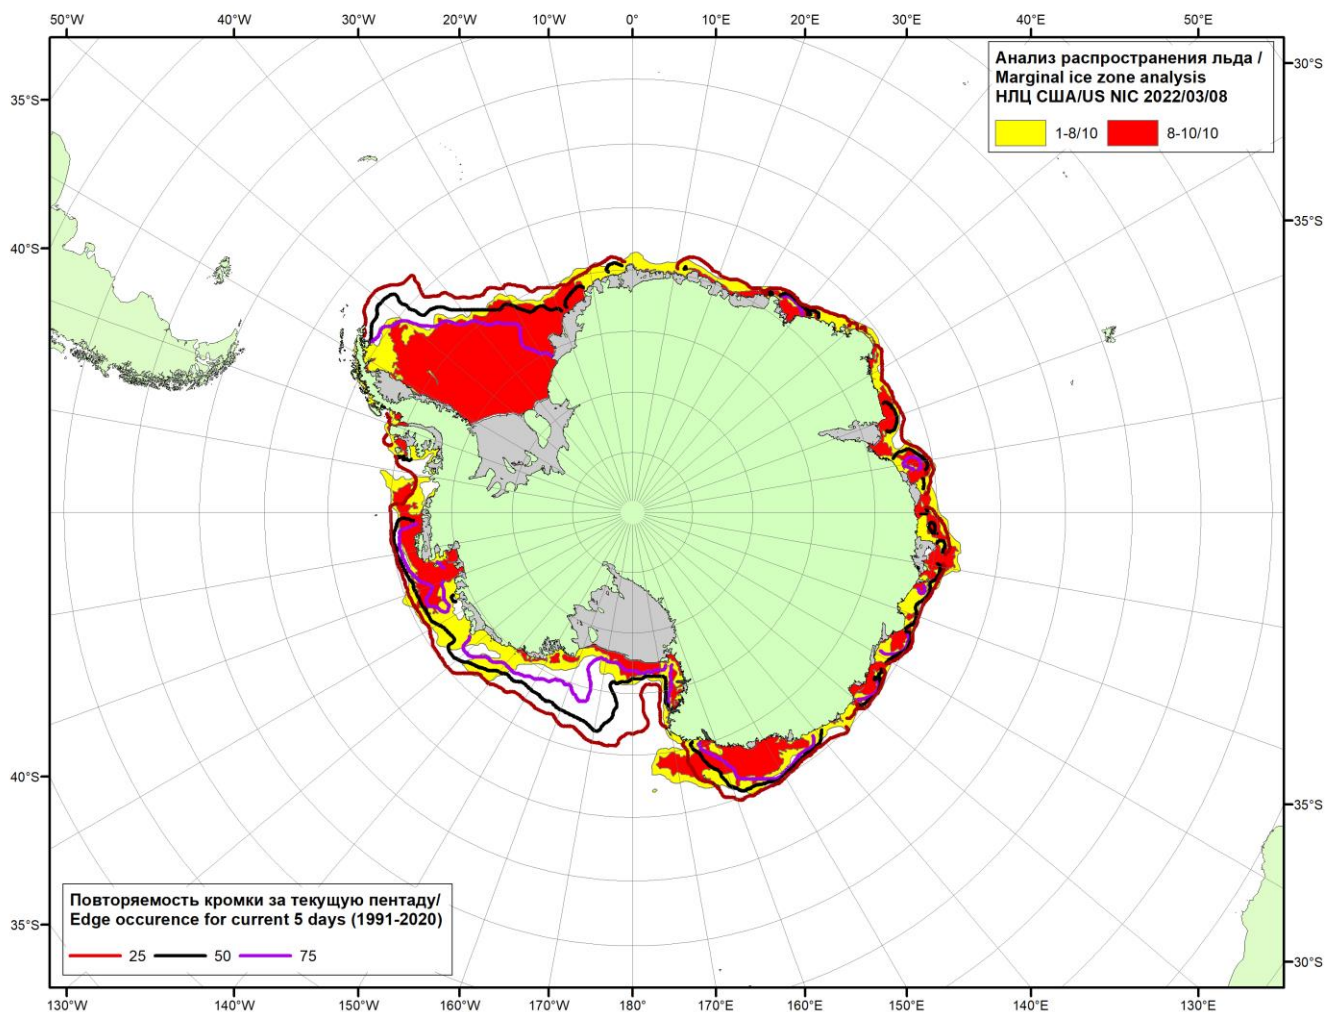 50°W 40°W 30°W 20°W 10°W 0° 10°E 20°E 30°E 40°E 50°E
Анализ распространения льда /
Marginal ice zone analysis
НЛЦ США/US NIC 2022/03/08
1-8/10 8-10/10
30°S
35°S
35°S
40°S
40°S
35°S
35°S
30°S
Повторяемость кромки за текущую пентаду/
Edge occurence for current 5 days (1991-2020)
25 50 75
130°W 140°W 150°W 160°W 170°W 180° 170°E 160°E 150°E 140°E 130°E